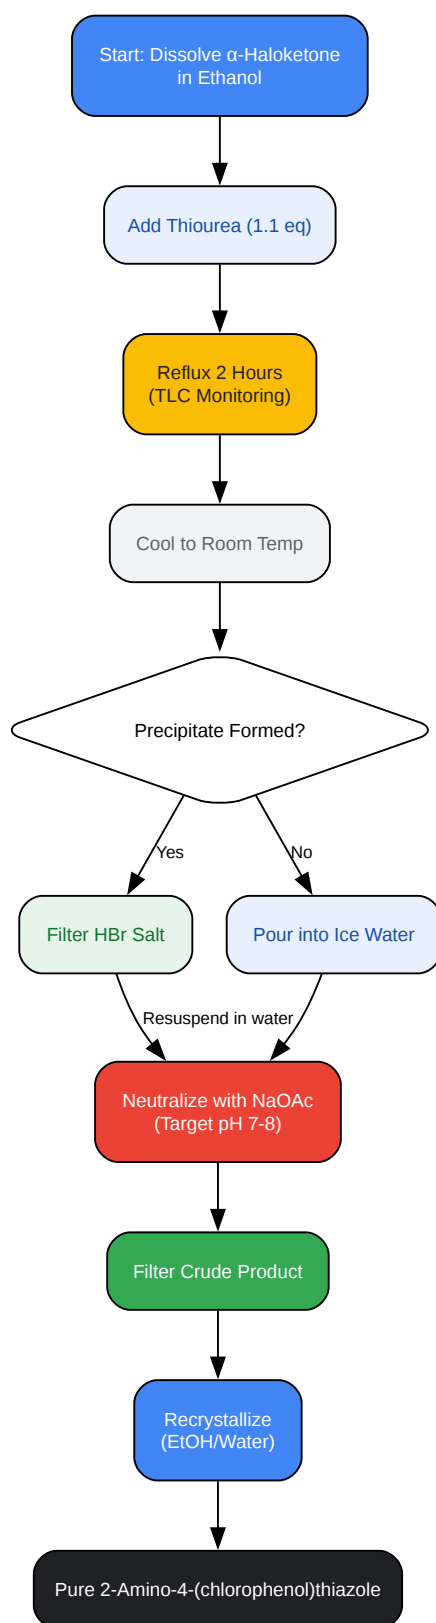 Start: Dissolve α-Haloketone
in Ethanol
Add Thiourea (1.1 eq)
Reflux 2 Hours
(TLC Monitoring)
Cool to Room Temp
Precipitate Formed?
Yes
No
Filter HBr Salt
Pour into Ice Water
Resuspend in water
Neutralize with NaOAc
(Target pH 7-8)
Filter Crude Product
Recrystallize
(EtOH/Water)
Pure 2-Amino-4-(chlorophenol)thiazole